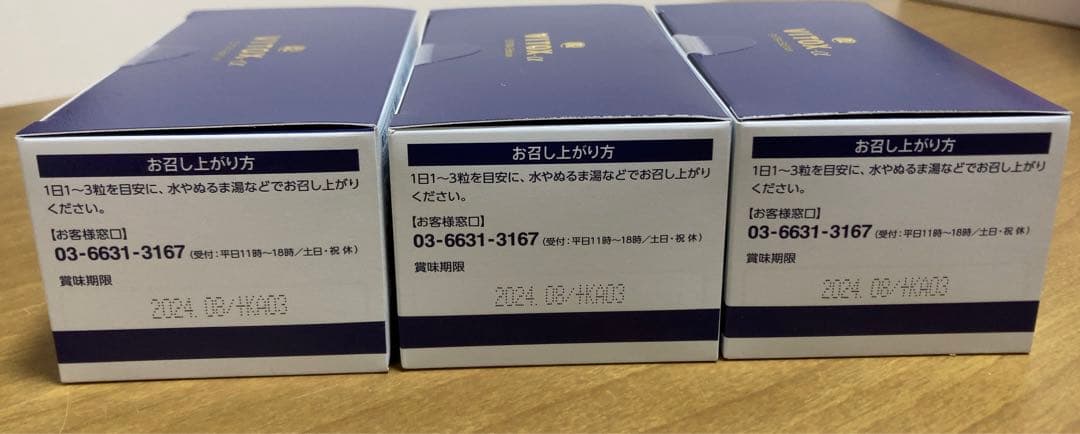 VITOX-α
お召し上がり方
1日1〜3粒を目安に、水やぬるま湯などでお召し上がり
ください。
【お客様窓口】
03-6631-3167(受付:平日11時〜18時/土日・祝 休)
賞味期限
2024. 08/+KA03
VITOX-α
お召し上がり方
1日1〜3粒を目安に、水やぬるま湯などでお召し上がり
ください。
【お客様窓口】
03-6631-3167(受付:平日11時〜18時/土日・祝 休)
賞味期限
2024. 08/+KA03
VITOX-α
お召し上がり方
1日1〜3粒を目安に、水やぬるま湯などでお召し上がり
ください。
【お客様窓口】
03-6631-3167(受付:平日11時〜18時/土日・祝 休)
賞味期限
2024. 08/+KA03